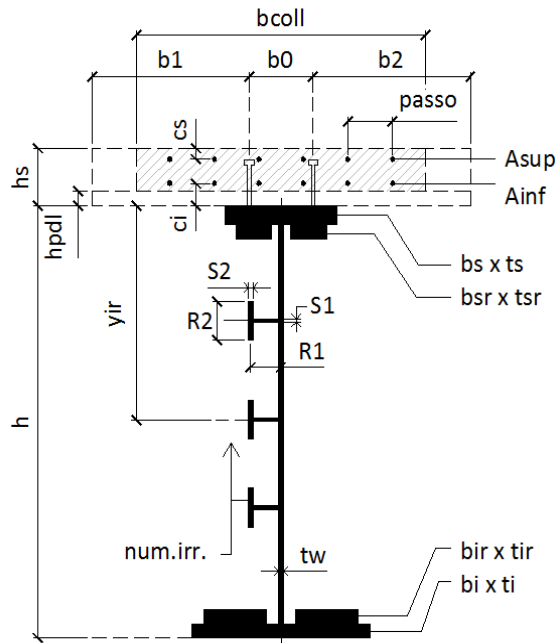 bcoll
b1 b0 b2
passo
cs
hs
Asup
Ainf
hpdl
ci
bs x ts
bsr x tsr
S2
S1
yir
R2
R1
h
num.irr.
tw
bir x tir
bi x ti